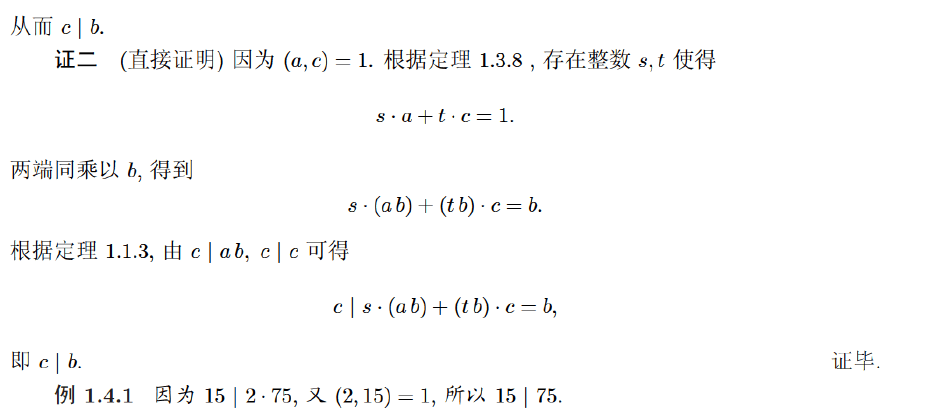 从而 c | b.
证二 (直接证明) 因为 (a, c) = 1. 根据定理 1.3.8 , 存在整数 s, t 使得
s · a + t · c = 1.
两端同乘以 b, 得到
s · (a b) + (t b) · c = b.
根据定理 1.1.3, 由 c | a b, c | c 可得
c | s · (a b) + (t b) · c = b,
即 c | b. 证毕.
例 1.4.1 因为 15 | 2 · 75, 又 (2, 15) = 1, 所以 15 | 75.